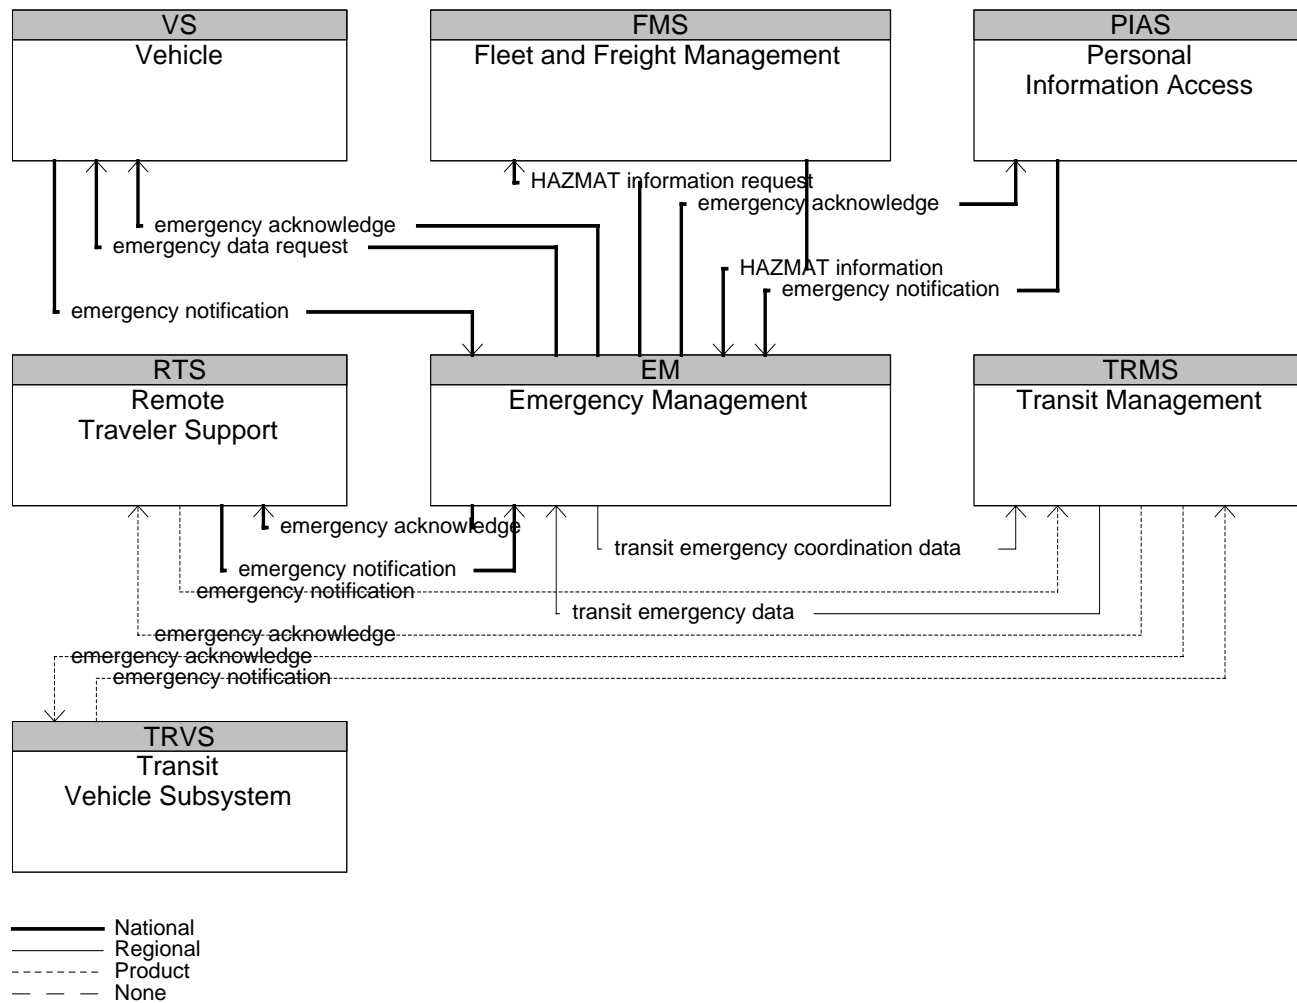 VS
Vehicle
FMS
Fleet and Freight Management
PIAS
Personal
Information Access
HAZMAT information request
emergency acknowledge
emergency acknowledge
emergency data request
HAZMAT information
emergency notification
emergency notification
RTS
Remote
Traveler Support
EM
Emergency Management
TRMS
Transit Management
emergency acknowledge
transit emergency coordination data
emergency notification
emergency notification
transit emergency data
emergency acknowledge
emergency acknowledge
emergency notification
TRVS
Transit
Vehicle Subsystem
National
Regional
Product
None